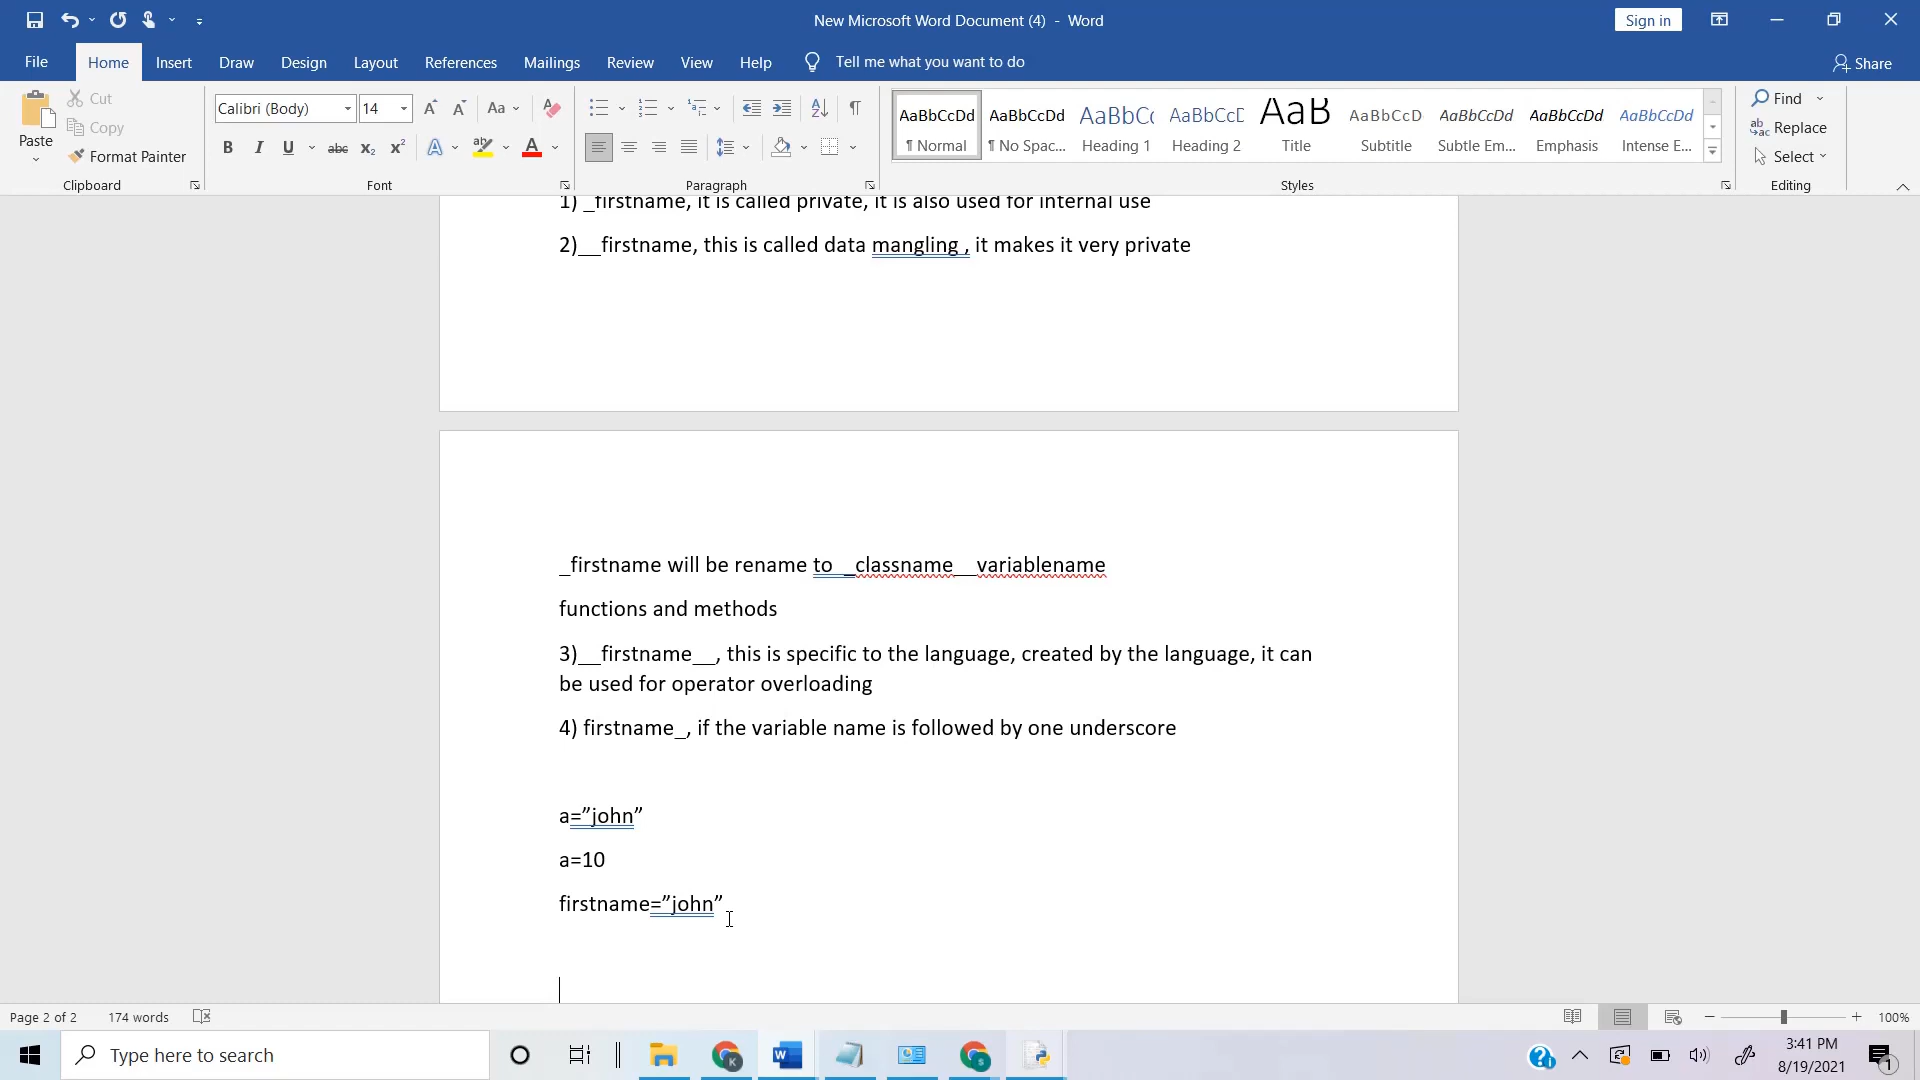 New Microsoft Word Document (4) - Word
Sign in
File Home Insert Draw Design Layout References Mailings Review View Help Tell me what you want to do Share
Paste
Cut
Copy
Format Painter
Clipboard
Calibri (Body) 14 Aa
B I U abc x₂ x² A ab A
Font
Paragraph
AaBbCcDd AaBbCcDd AaBbCc AaBbCcD AaB AaBbCcD AaBbCcDd AaBbCcDd AaBbCcDd
¶ Normal ¶ No Spac... Heading 1 Heading 2 Title Subtitle Subtle Em... Emphasis Intense E...
Styles
Find
Replace
Select
Editing
1) _firstname, it is called private, it is also used for internal use
2)__firstname, this is called data mangling , it makes it very private
_firstname will be rename to _classname__variablename
functions and methods
3)__firstname__, this is specific to the language, created by the language, it can
be used for operator overloading
4) firstname_, if the variable name is followed by one underscore
a=”john”
a=10
firstname=”john”
Page 2 of 2 174 words 100%
Type here to search
3:41 PM
8/19/2021
1